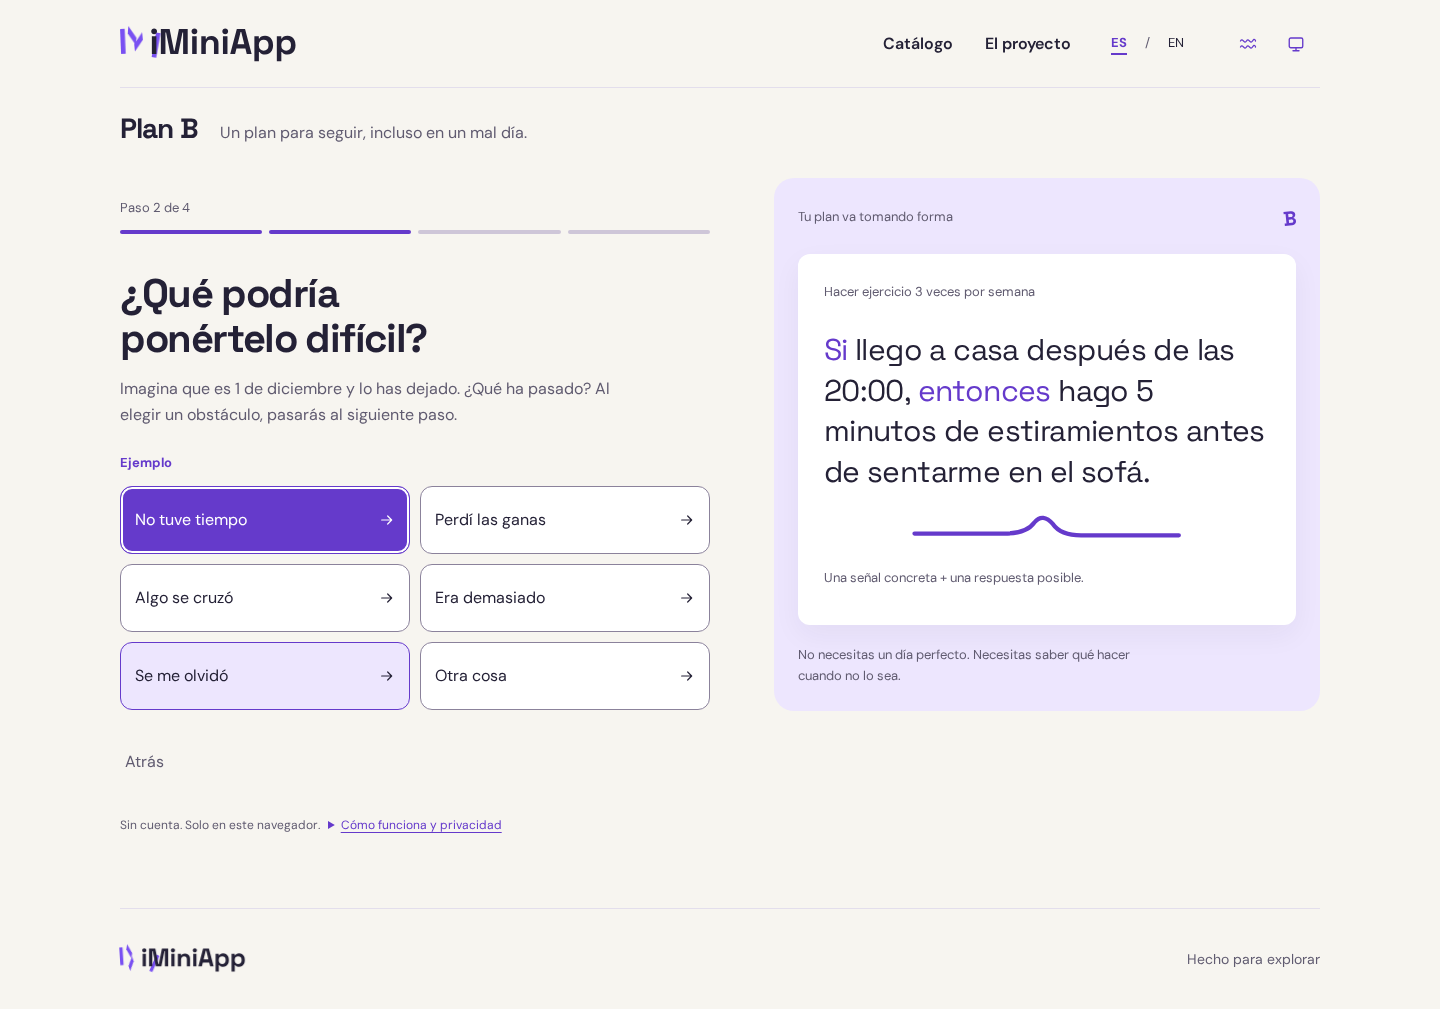 iMiniApp
Catálogo
El proyecto
ES / EN
Plan B
Un plan para seguir, incluso en un mal día.
Paso 2 de 4
¿Qué podría
ponértelo difícil?
Imagina que es 1 de diciembre y lo has dejado. ¿Qué ha pasado? Al
elegir un obstáculo, pasarás al siguiente paso.
Ejemplo
No tuve tiempo →
Perdí las ganas →
Algo se cruzó →
Era demasiado →
Se me olvidó →
Otra cosa →
Atrás
Sin cuenta. Solo en este navegador. ▶ Cómo funciona y privacidad
Tu plan va tomando forma
B
Hacer ejercicio 3 veces por semana
Si llego a casa después de las
20:00, entonces hago 5
minutos de estiramientos antes
de sentarme en el sofá.
Una señal concreta + una respuesta posible.
No necesitas un día perfecto. Necesitas saber qué hacer
cuando no lo sea.
iMiniApp
Hecho para explorar